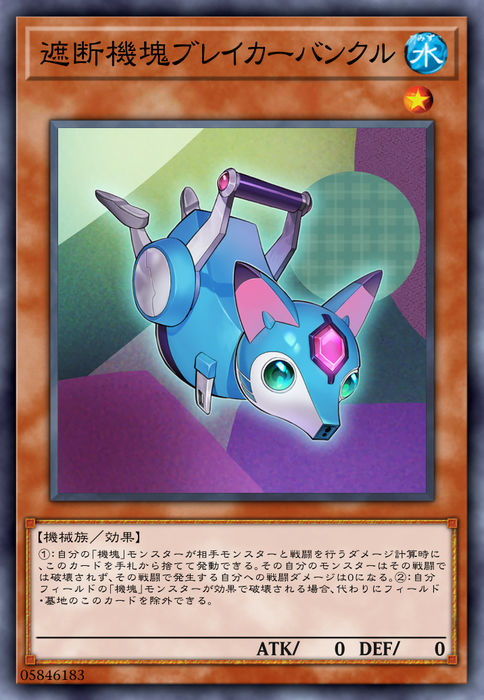 遮断機塊ブレイカーバンクル
みず
水
【機械族／効果】
①:自分の「機塊」モンスターが相手モンスターと戦闘を行うダメージ計算時に
、このカードを手札から捨てて発動できる。その自分のモンスターはその戦闘で
は破壊されず、その戦闘で発生する自分への戦闘ダメージは0になる。②:自分
フィールドの「機塊」モンスターが効果で破壊される場合、代わりにフィールド
・墓地のこのカードを除外できる。
ATK/ 0 DEF/ 0
05846183